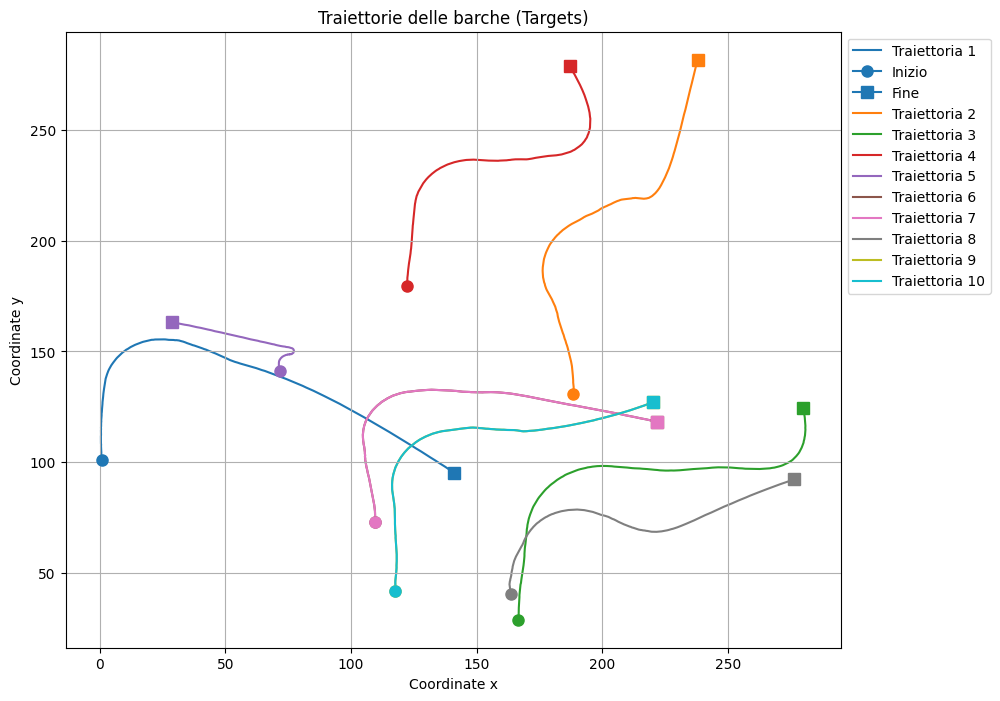 Traiettorie delle barche (Targets)
Coordinate y
250
200
150
100
50
0
50
100
150
200
250
Coordinate x
Traiettoria 1
Inizio
Fine
Traiettoria 2
Traiettoria 3
Traiettoria 4
Traiettoria 5
Traiettoria 6
Traiettoria 7
Traiettoria 8
Traiettoria 9
Traiettoria 10